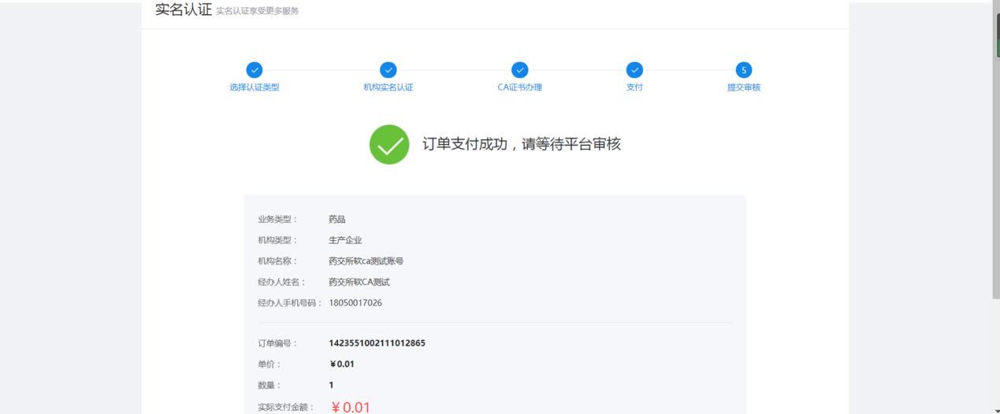 实名认证 实名认证享受更多服务
5
选择认证类型 机构实名认证 CA证书办理 支付 提交审核
订单支付成功，请等待平台审核
业务类型： 药品
机构类型： 生产企业
机构名称： 药交所软ca测试账号
经办人姓名： 药交所软CA测试
经办人手机号码： 18050017026
订单编号： 1423551002111012865
单价： ¥0.01
数量： 1
实际支付金额： ¥0.01